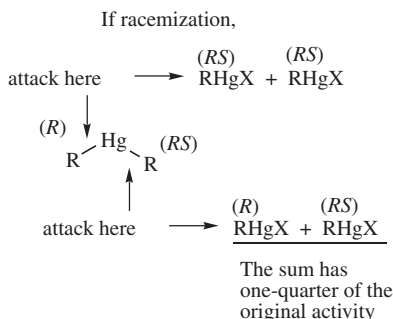 If racemization,
(RS) (RS)
attack here RHgX + RHgX
(R) Hg (RS)
R R
attack here (R) (RS)
RHgX + RHgX
The sum has
one-quarter of the
original activity